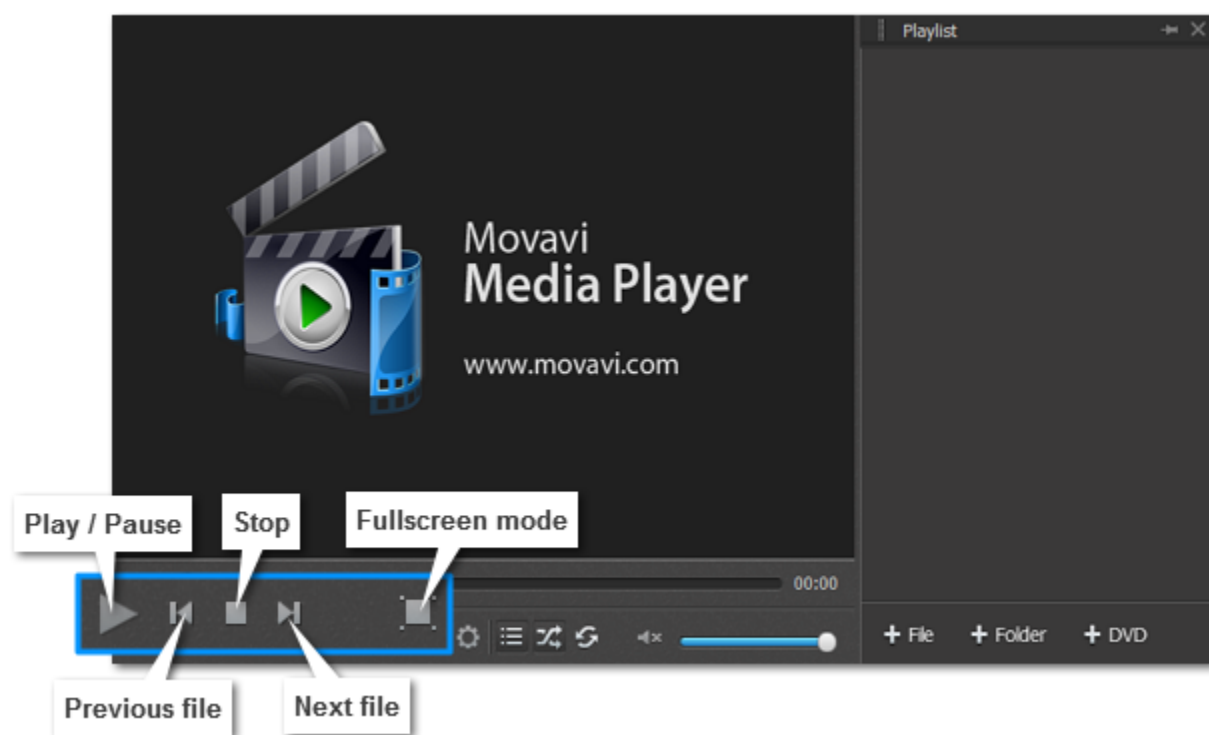 Playlist
Movavi
Media Player
www.movavi.com
Play / Pause
Stop
Fullscreen mode
00:00
File
Folder
DVD
Previous file
Next file